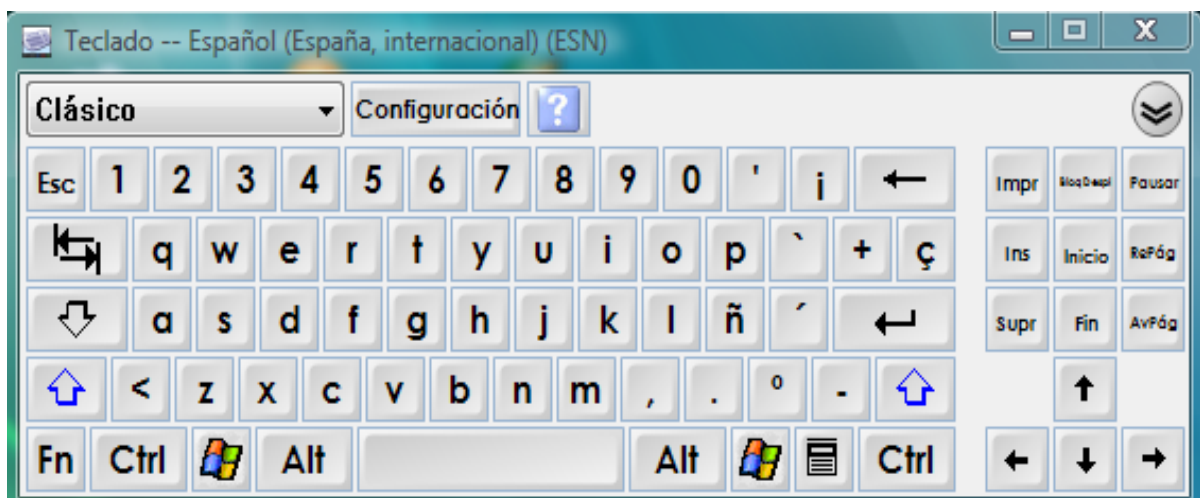 Teclado -- Español (España, internacional) (ESN)
Clásico Configuración ?
Esc 1 2 3 4 5 6 7 8 9 0 ' ¡ ← Impr BloqDespl Pausar
q w e r t y u i o p ` + ç Ins Inicio RePág
a s d f g h j k l ñ ´ Supr Fin AvPág
< z x c v b n m , . º -
Fn Ctrl Alt Alt Ctrl